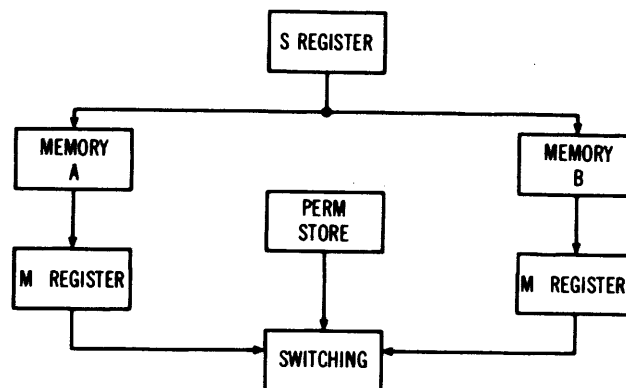 S REGISTER
MEMORY
A
MEMORY
B
PERM
STORE
M REGISTER
M REGISTER
SWITCHING